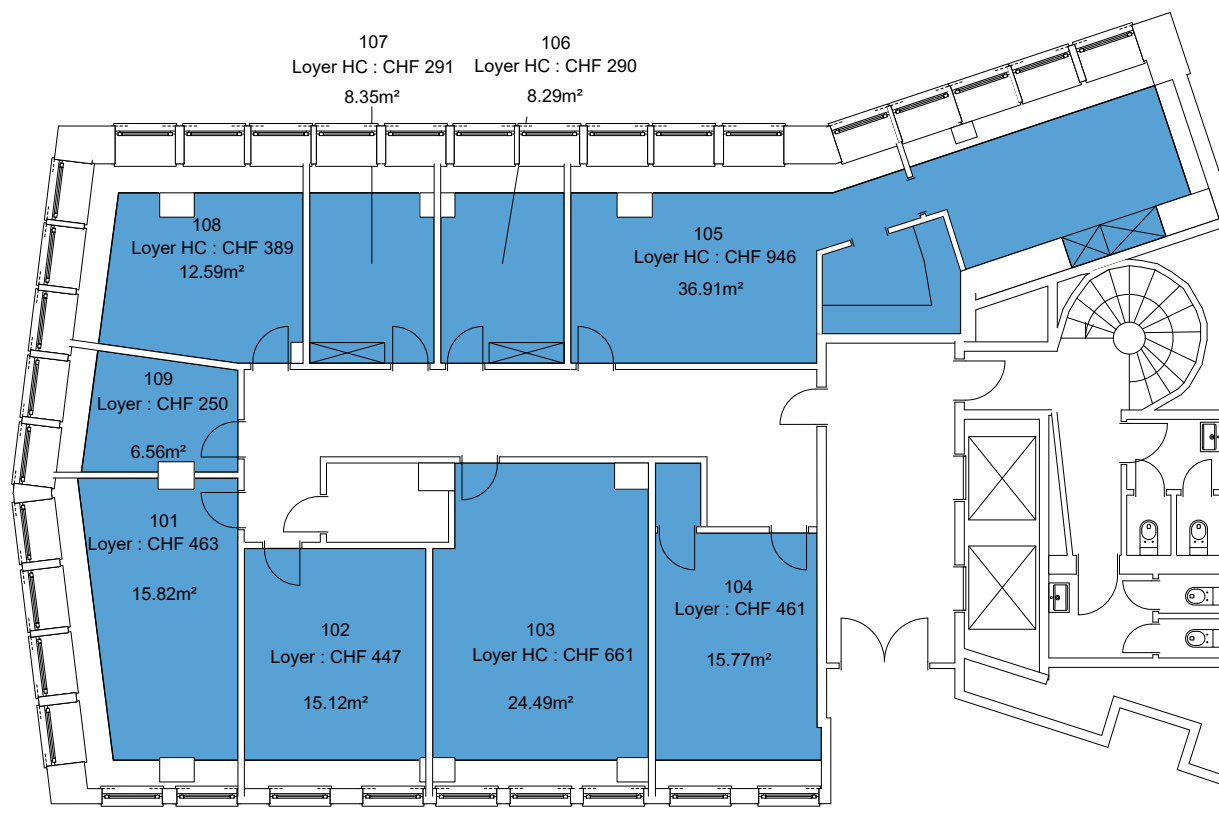 107
Loyer HC : CHF 291
8.35m²
106
Loyer HC : CHF 290
8.29m²
108
Loyer HC : CHF 389
12.59m²
105
Loyer HC : CHF 946
36.91m²
109
Loyer : CHF 250
6.56m²
101
Loyer : CHF 463
15.82m²
102
Loyer : CHF 447
15.12m²
103
Loyer HC : CHF 661
24.49m²
104
Loyer : CHF 461
15.77m²